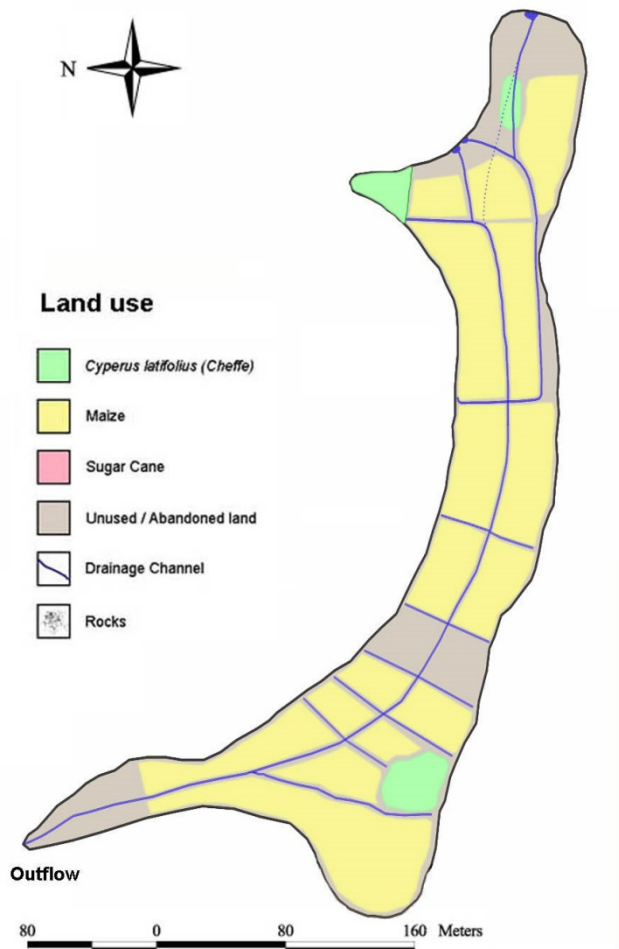 N
Land use
Cyperus latifolius (Cheffe)
Maize
Sugar Cane
Unused / Abandoned land
Drainage Channel
Rocks
Outflow
80 0 80 160 Meters